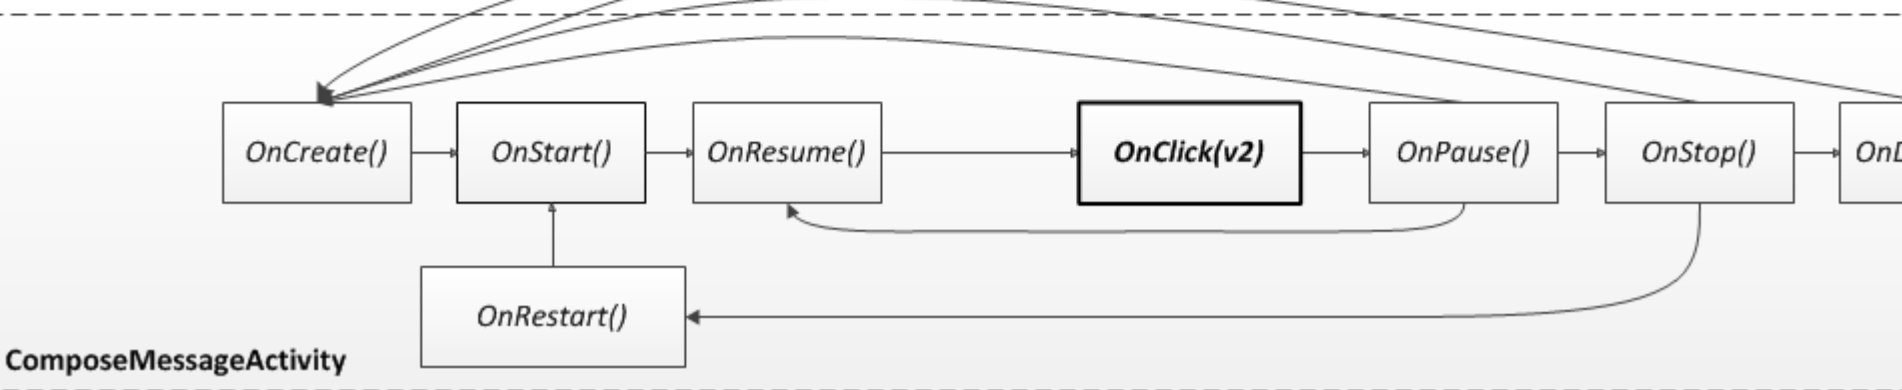 OnCreate()
OnStart()
OnResume()
OnClick(v2)
OnPause()
OnStop()
OnRestart()
ComposeMessageActivity